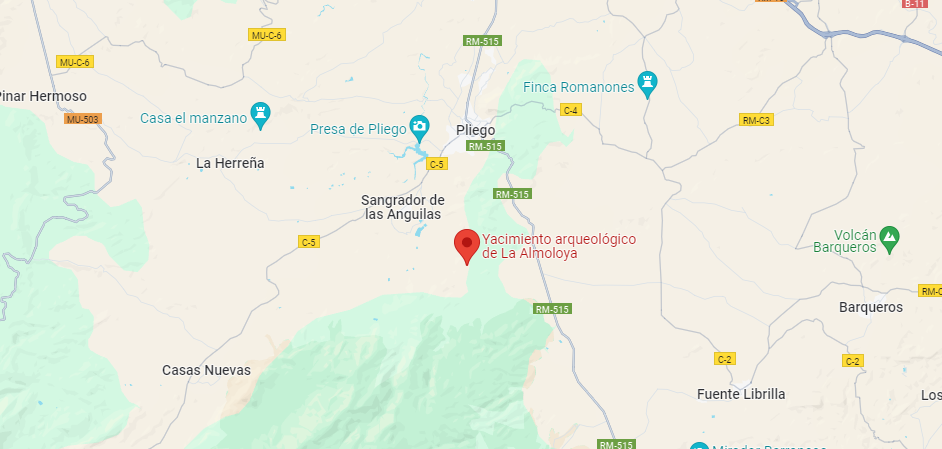 B-11
MU-C-6
RM-515
MU-C-6
Pinar Hermoso
Finca Romanones
C-4
MU-503
Casa el manzano
Presa de Pliego
Pliego
RM-C3
RM-515
La Herreña
C-5
RM-515
Sangrador de
las Anguilas
C-5
Yacimiento arqueológico
de La Almoloya
Volcán
Barqueros
RM-C
RM-515
Barqueros
C-2
C-2
Casas Nuevas
Fuente Librilla
Los
RM-515
Mirador Barrancos